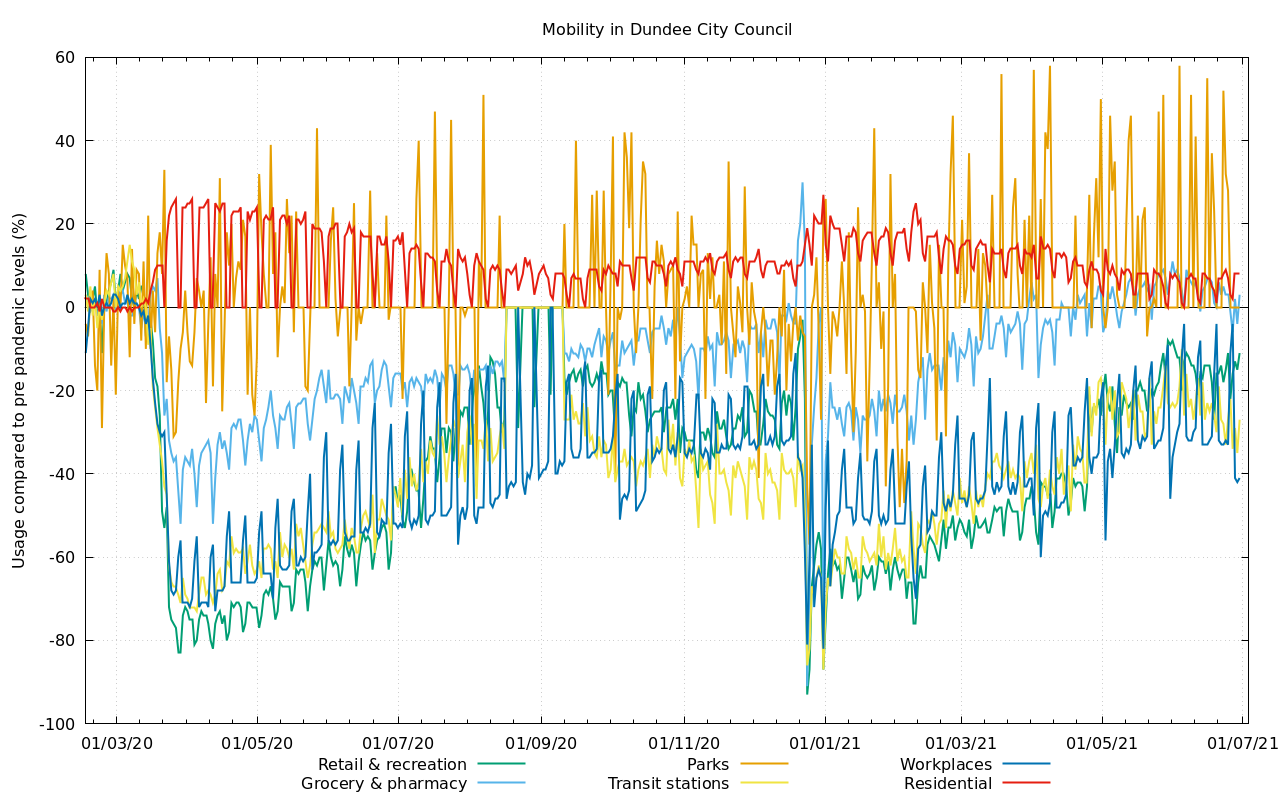 Mobility in Dundee City Council
Usage compared to pre pandemic levels (%)
60
40
20
0
-20
-40
-60
-80
-100
01/03/20 01/05/20 01/07/20 01/09/20 01/11/20 01/01/21 01/03/21 01/05/21 01/07/21
Retail & recreation Parks Workplaces
Grocery & pharmacy Transit stations Residential